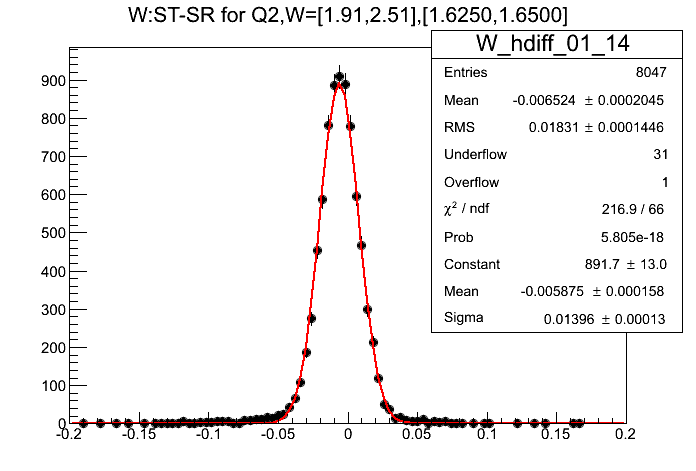 W:ST-SR for Q2,W=[1.91,2.51],[1.6250,1.6500]
W_hdiff_01_14
Entries 8047
Mean -0.006524 ± 0.0002045
RMS 0.01831 ± 0.0001446
Underflow 31
Overflow 1
χ² / ndf 216.9 / 66
Prob 5.805e-18
Constant 891.7 ± 13.0
Mean -0.005875 ± 0.000158
Sigma 0.01396 ± 0.00013
900
800
700
600
500
400
300
200
100
0
-0.2 -0.15 -0.1 -0.05 0 0.05 0.1 0.15 0.2